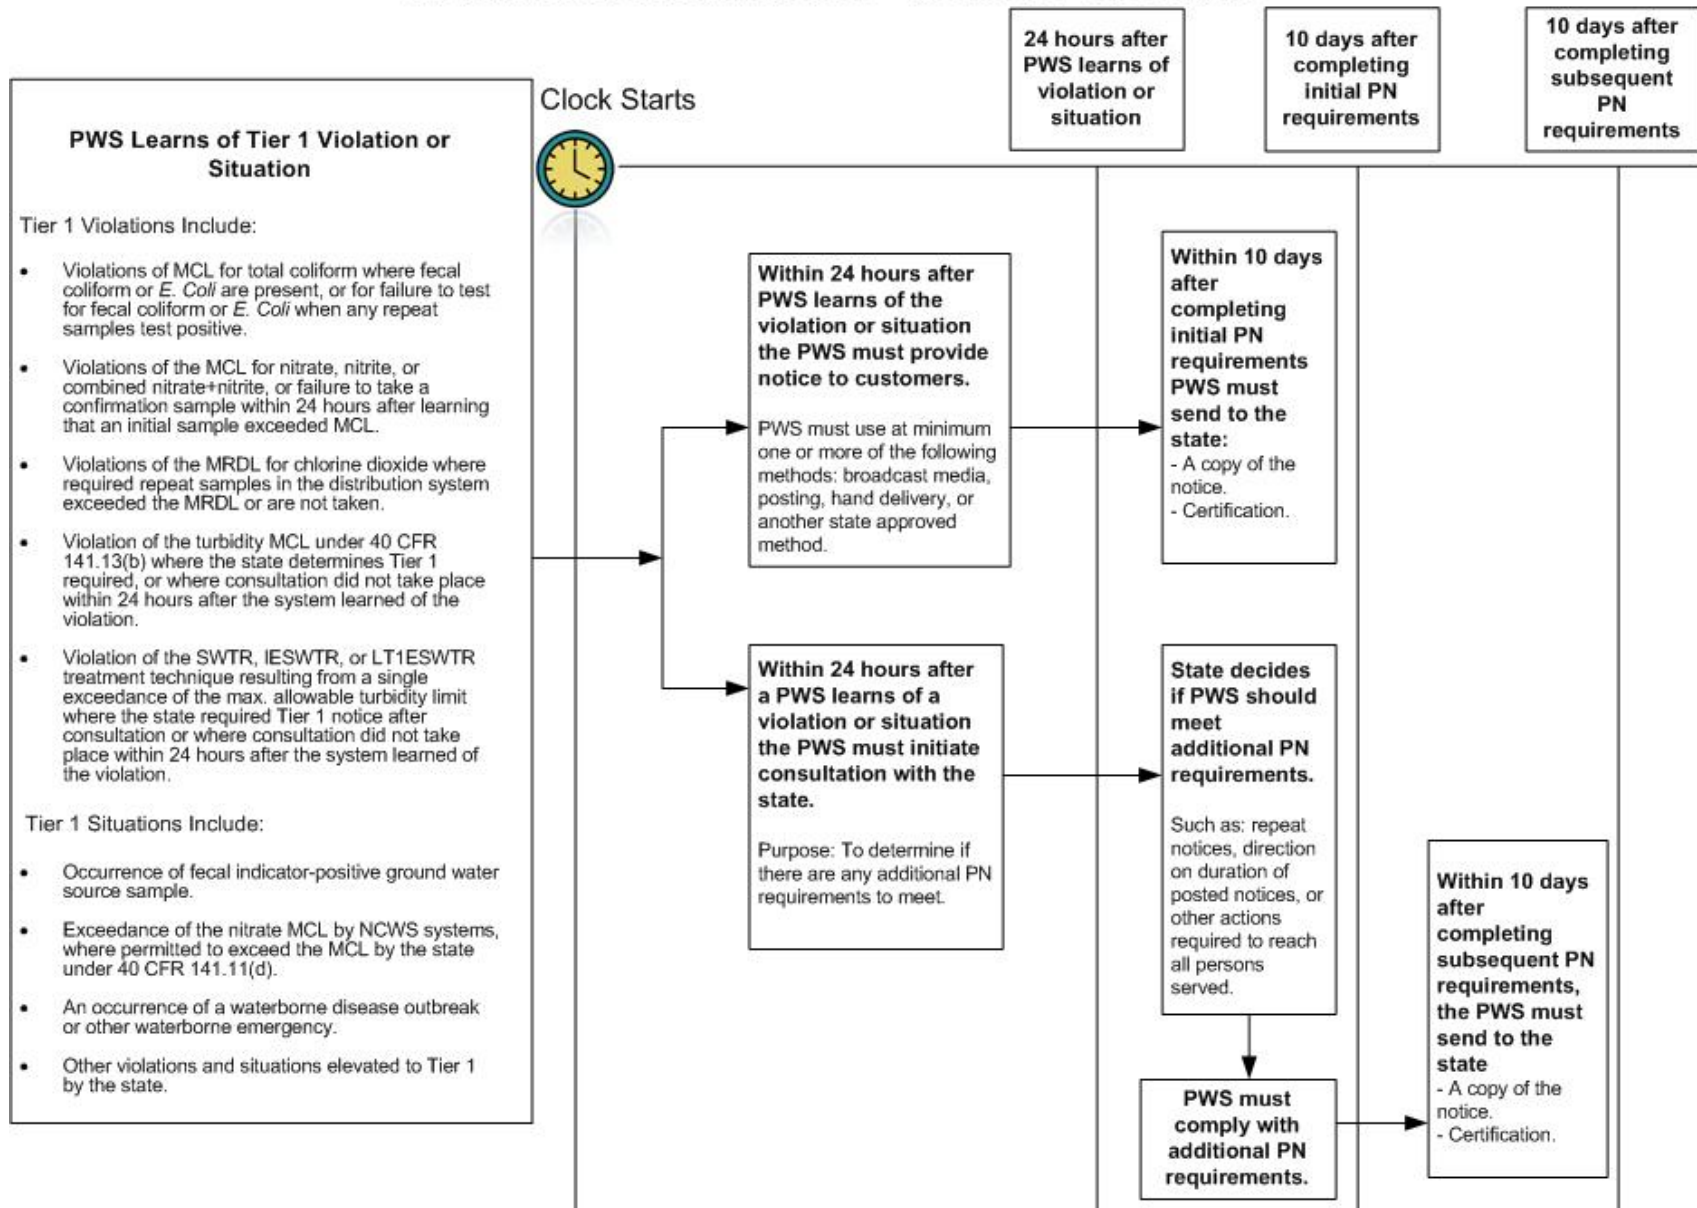 24 hours after
PWS learns of
violation or
situation
10 days after
completing
initial PN
requirements
10 days after
completing
subsequent
PN
requirements
Clock Starts
PWS Learns of Tier 1 Violation or
Situation
Tier 1 Violations Include:
• Violations of MCL for total coliform where fecal
coliform or E. Coli are present, or for failure to test
for fecal coliform or E. Coli when any repeat
samples test positive.
• Violations of the MCL for nitrate, nitrite, or
combined nitrate+nitrite, or failure to take a
confirmation sample within 24 hours after learning
that an initial sample exceeded MCL.
• Violations of the MRDL for chlorine dioxide where
required repeat samples in the distribution system
exceeded the MRDL or are not taken.
• Violation of the turbidity MCL under 40 CFR
141.13(b) where the state determines Tier 1
required, or where consultation did not take place
within 24 hours after the system learned of the
violation.
• Violation of the SWTR, IESWTR, or LT1ESWTR
treatment technique resulting from a single
exceedance of the max. allowable turbidity limit
where the state required Tier 1 notice after
consultation or where consultation did not take
place within 24 hours after the system learned of
the violation.
Tier 1 Situations Include:
• Occurrence of fecal indicator-positive ground water
source sample.
• Exceedance of the nitrate MCL by NCWS systems,
where permitted to exceed the MCL by the state
under 40 CFR 141.11(d).
• An occurrence of a waterborne disease outbreak
or other waterborne emergency.
• Other violations and situations elevated to Tier 1
by the state.
Within 24 hours after
PWS learns of the
violation or situation
the PWS must provide
notice to customers.
PWS must use at minimum
one or more of the following
methods: broadcast media,
posting, hand delivery, or
another state approved
method.
Within 10 days
after
completing
initial PN
requirements
PWS must
send to the
state:
- A copy of the
notice.
- Certification.
Within 24 hours after
a PWS learns of a
violation or situation
the PWS must initiate
consultation with the
state.
Purpose: To determine if
there are any additional PN
requirements to meet.
State decides
if PWS should
meet
additional PN
requirements.
Such as: repeat
notices, direction
on duration of
posted notices, or
other actions
required to reach
all persons
served.
PWS must
comply with
additional PN
requirements.
Within 10 days
after
completing
subsequent PN
requirements,
the PWS must
send to the
state
- A copy of the
notice.
- Certification.